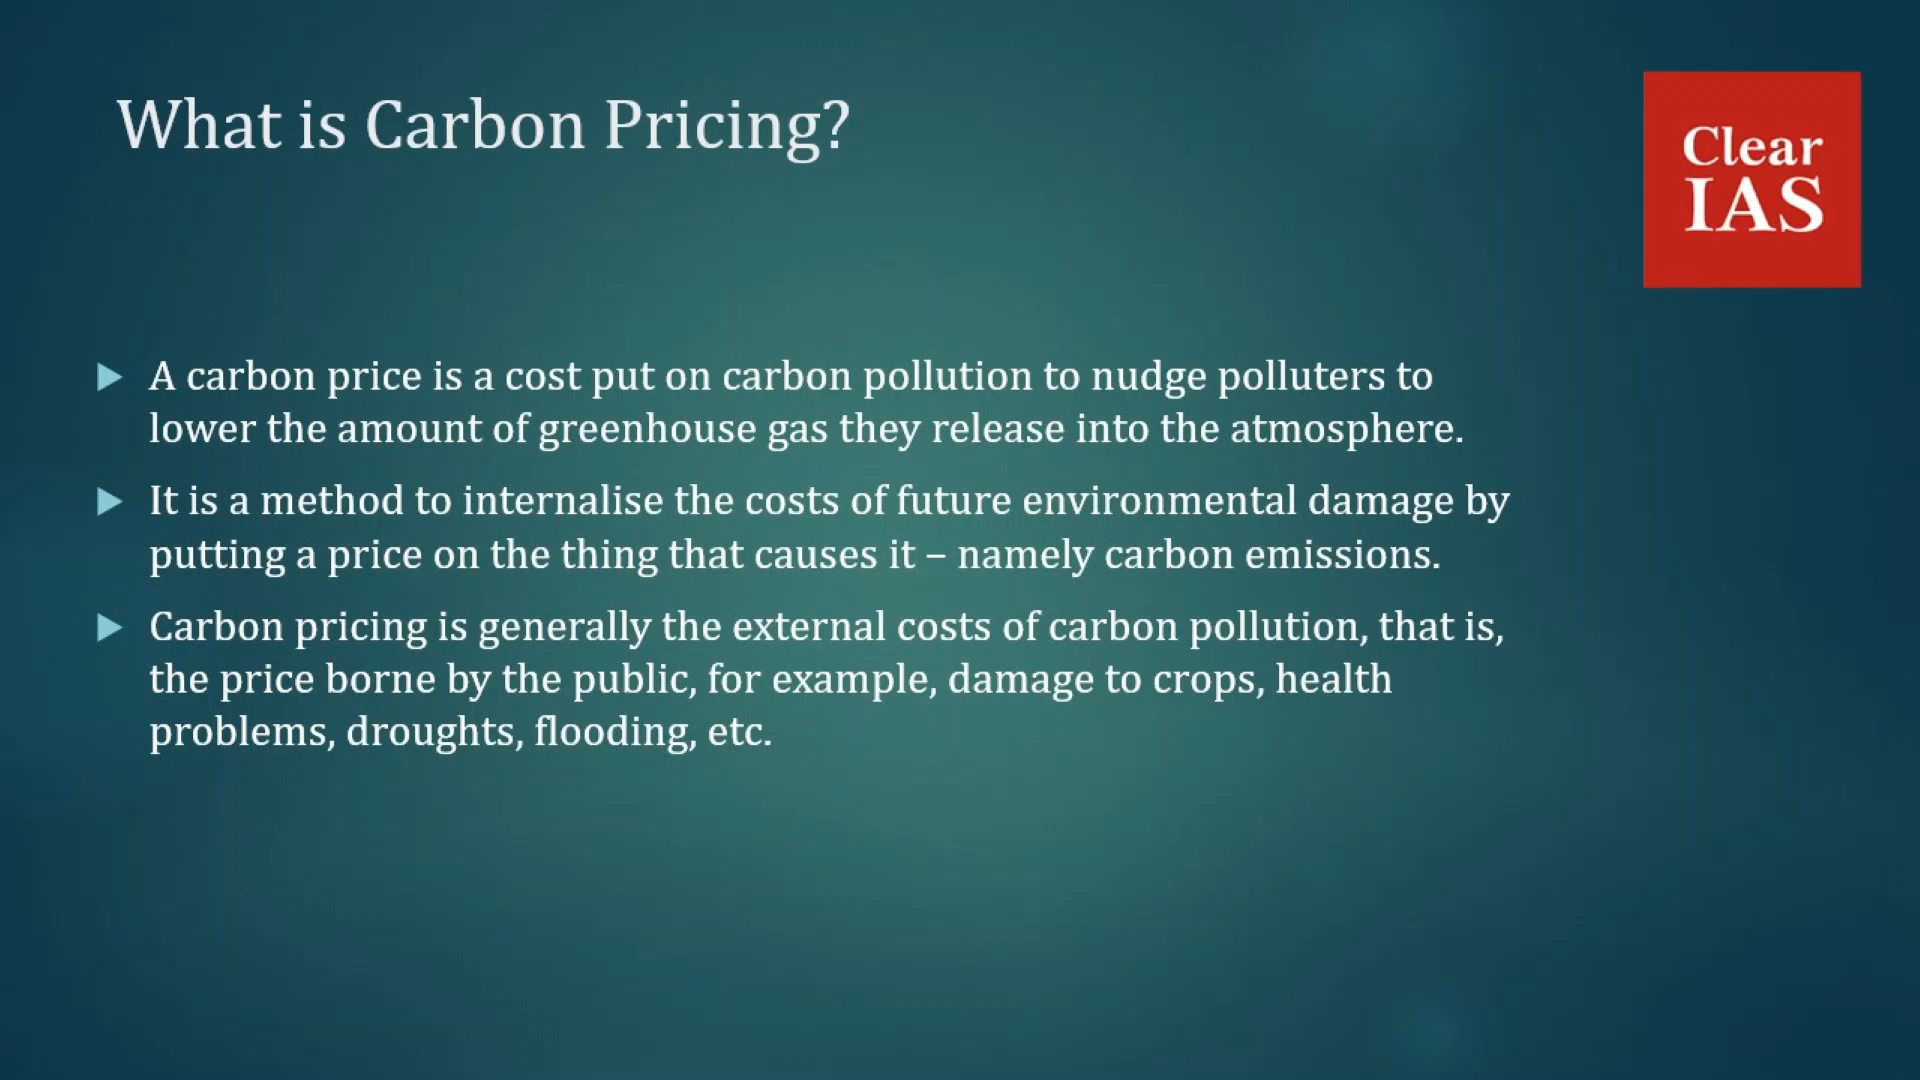 What is Carbon Pricing?
Clear
IAS
A carbon price is a cost put on carbon pollution to nudge polluters to
lower the amount of greenhouse gas they release into the atmosphere.
It is a method to internalise the costs of future environmental damage by
putting a price on the thing that causes it – namely carbon emissions.
Carbon pricing is generally the external costs of carbon pollution, that is,
the price borne by the public, for example, damage to crops, health
problems, droughts, flooding, etc.